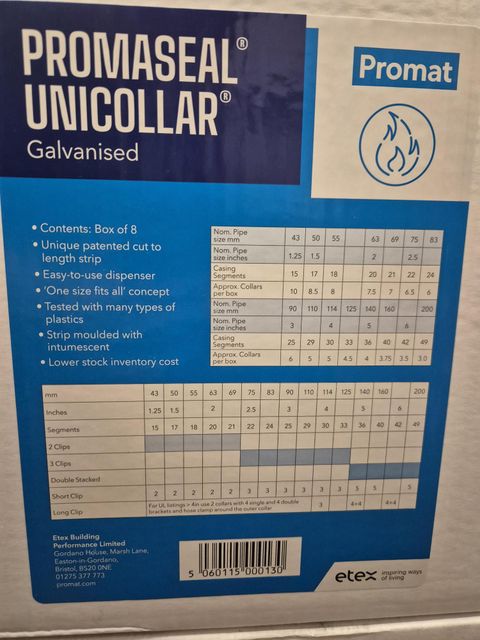 PROMASEAL®
UNICOLLAR®
Galvanised
Promat
• Contents: Box of 8
• Unique patented cut to
length strip
• Easy-to-use dispenser
• 'One size fits all' concept
• Tested with many types of
plastics
• Strip moulded with
intumescent
• Lower stock inventory cost
Nom. Pipe
size mm 43 50 55 63 69 75 83
Nom. Pipe
size inches 1.25 1.5 2 2.5
Casing
Segments 15 17 18 20 21 22 24
Approx. Collars
per box 10 8.5 8 7.5 7 6.5 6
Nom. Pipe
size mm 90 110 114 125 140 160 200
Nom. Pipe
size inches 3 4 5 6
Casing
Segments 25 29 30 33 36 40 42 49
Approx. Collars
per box 6 5 5 4.5 4 3.75 3.5 3.0
mm 43 50 55 63 69 75 83 90 110 114 125 140 160 200
Inches 1.25 1.5 2 2.5 3 4 5 6
Segments 15 17 18 20 21 22 24 25 29 30 33 36 40 42 49
2 Clips
3 Clips
Double Stacked
Short Clip 2 2 2 2 2 3 3 3 3 3 3 5 5 5
Long Clip For UL listings > 4in use 2 collars with 4 single and 4 double
brackets and hose clamp around the outer collar 3 4+4 4+4
Etex Building
Performance Limited
Gordano House, Marsh Lane,
Easton-in-Gordano,
Bristol, BS20 0NE
01275 377 773
promat.com
5 060115 000130
etex inspiring ways
of living